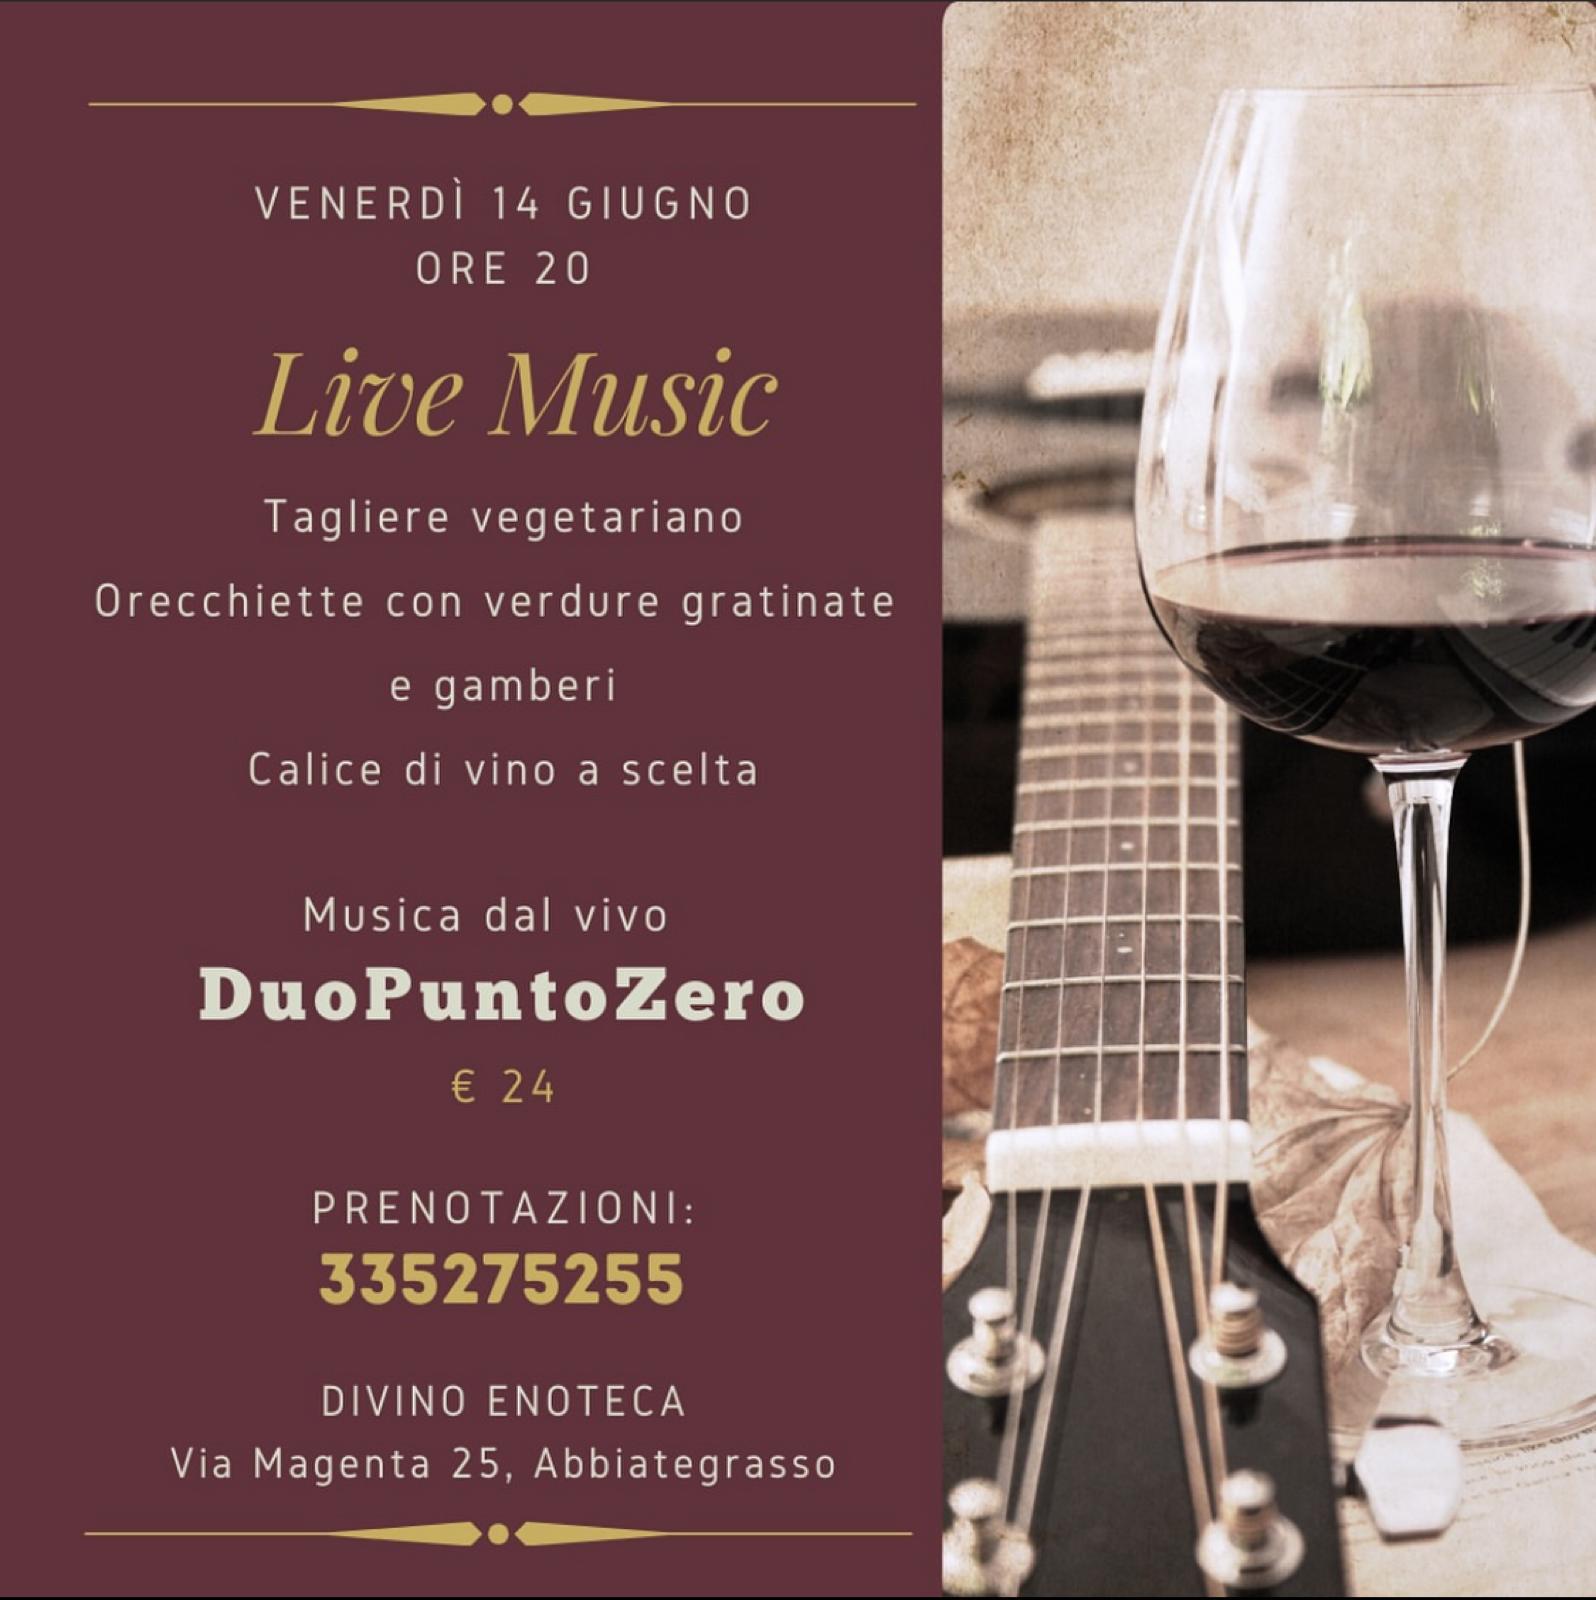 VENERDÌ 14 GIUGNO
ORE 20
Live Music
Tagliere vegetariano
Orecchiette con verdure gratinate
e gamberi
Calice di vino a scelta
Musica dal vivo
DuoPuntoZero
€ 24
PRENOTAZIONI:
335275255
DIVINO ENOTECA
Via Magenta 25, Abbiategrasso